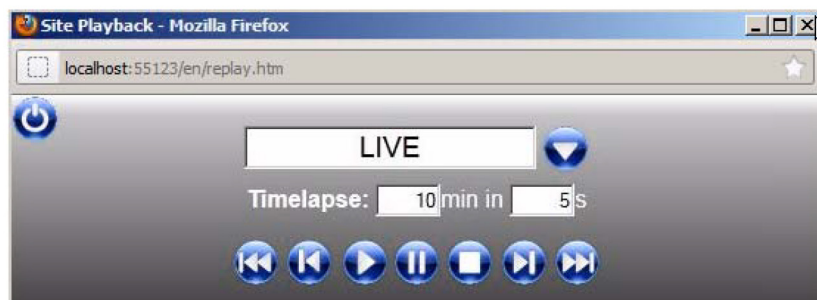 Site Playback - Mozilla Firefox
localhost:55123/en/replay.htm
LIVE
Timelapse: 10 min in 5 s